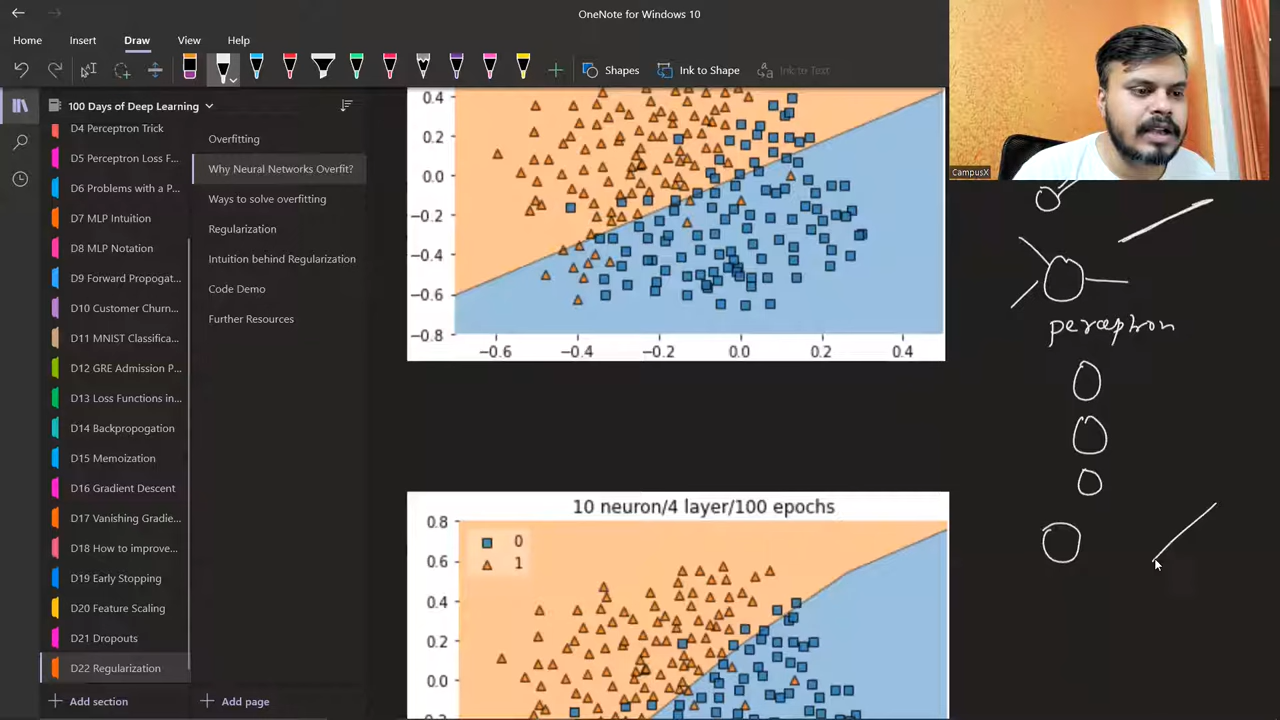 OneNote for Windows 10
Home Insert Draw View Help
Shapes Ink to Shape Ink to Text
100 Days of Deep Learning
D4 Perceptron Trick
D5 Perceptron Loss F...
D6 Problems with a P...
D7 MLP Intuition
D8 MLP Notation
D9 Forward Propogat...
D10 Customer Churn...
D11 MNIST Classifica...
D12 GRE Admission P...
D13 Loss Functions in...
D14 Backpropogation
D15 Memoization
D16 Gradient Descent
D17 Vanishing Gradie...
D18 How to improve...
D19 Early Stopping
D20 Feature Scaling
D21 Dropouts
D22 Regularization
Add section
Overfitting
Why Neural Networks Overfit?
Ways to solve overfitting
Regularization
Intuition behind Regularization
Code Demo
Further Resources
Add page
0.4
0.2
0.0
−0.2
−0.4
−0.6
−0.8
−0.6 −0.4 −0.2 0.0 0.2 0.4
10 neuron/4 layer/100 epochs
0.8
0.6
0.4
0.2
0.0
0
1
CampusX
perceptron